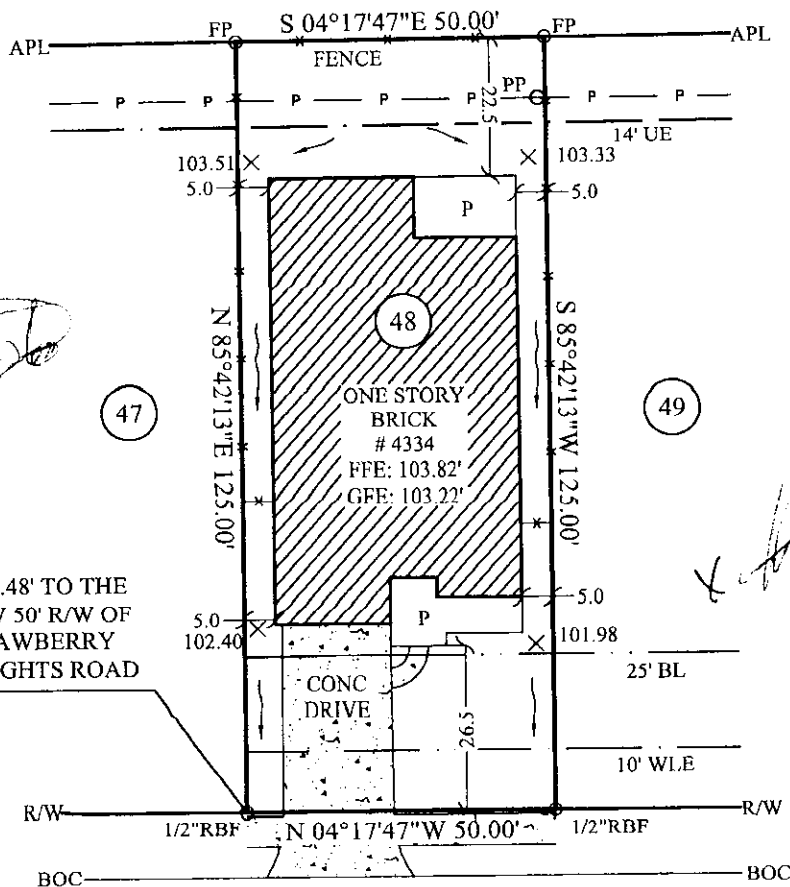 S 04°17'47"E 50.00'
FP
FP
APL
APL
FENCE
PP
P P P P P P P
22.5
14' UE
103.51
103.33
5.0
5.0
P
48
N 85°42'13"E 125.00'
S 85°42'13"W 125.00'
47
49
ONE STORY
BRICK
# 4334
FFE: 103.82'
GFE: 103.22'
.48' TO THE
50' R/W OF
AWBERRY
GHTS ROAD
5.0
5.0
102.40
P
101.98
25' BL
CONC
DRIVE
26.5
10' WLE
R/W
R/W
1/2"RBF
N 04°17'47"W 50.00'
1/2"RBF
BOC
BOC